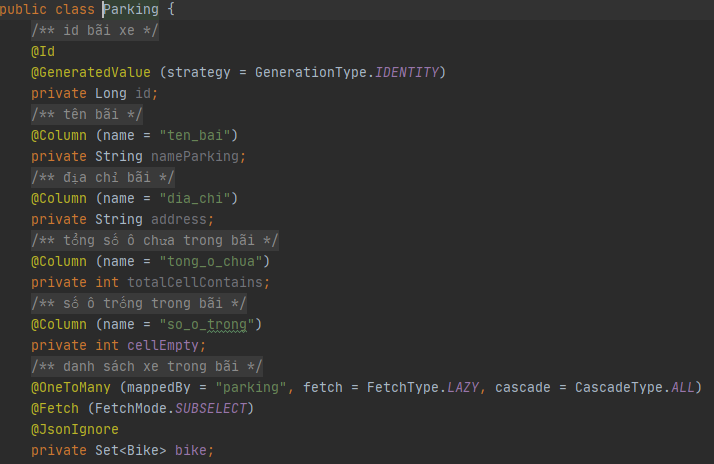 public class Parking {
/** id bãi xe */
@Id
@GeneratedValue (strategy = GenerationType.IDENTITY)
private Long id;
/** tên bãi */
@Column (name = "ten_bai")
private String nameParking;
/** địa chỉ bãi */
@Column (name = "dia_chi")
private String address;
/** tổng số ô chưa trong bãi */
@Column (name = "tong_o_chua")
private int totalCellContains;
/** số ô trống trong bãi */
@Column (name = "so_o_trong")
private int cellEmpty;
/** danh sách xe trong bãi */
@OneToMany (mappedBy = "parking", fetch = FetchType.LAZY, cascade = CascadeType.ALL)
@Fetch (FetchMode.SUBSELECT)
@JsonIgnore
private Set<Bike> bike;